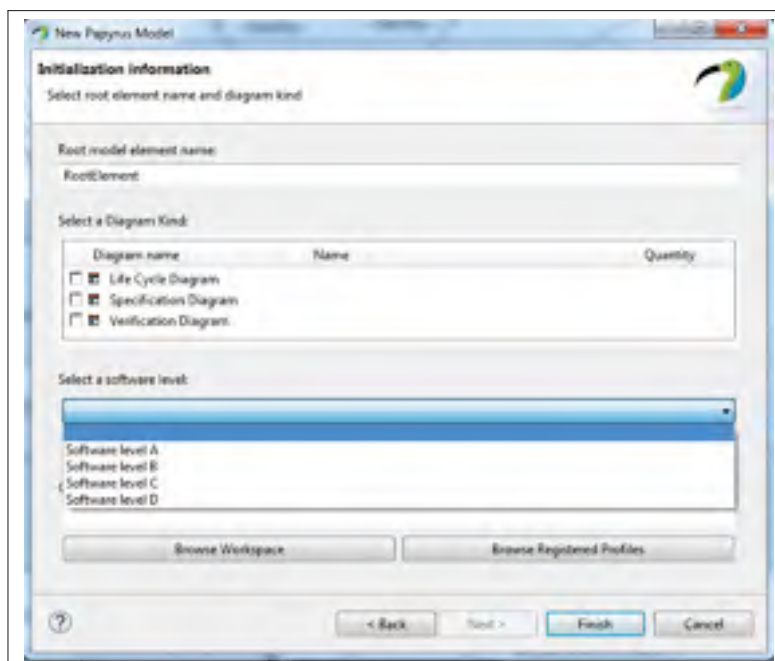 New Papyrus Model
Initialization information
Select root element name and diagram kind
Root model element name:
RootElement
Select a Diagram Kind:
Diagram name Name Quantity
Life Cycle Diagram
Specification Diagram
Verification Diagram
Select a software level:
Software level A
Software level B
Software level C
Software level D
Browse Workspace Browse Registered Profiles
< Back Next > Finish Cancel